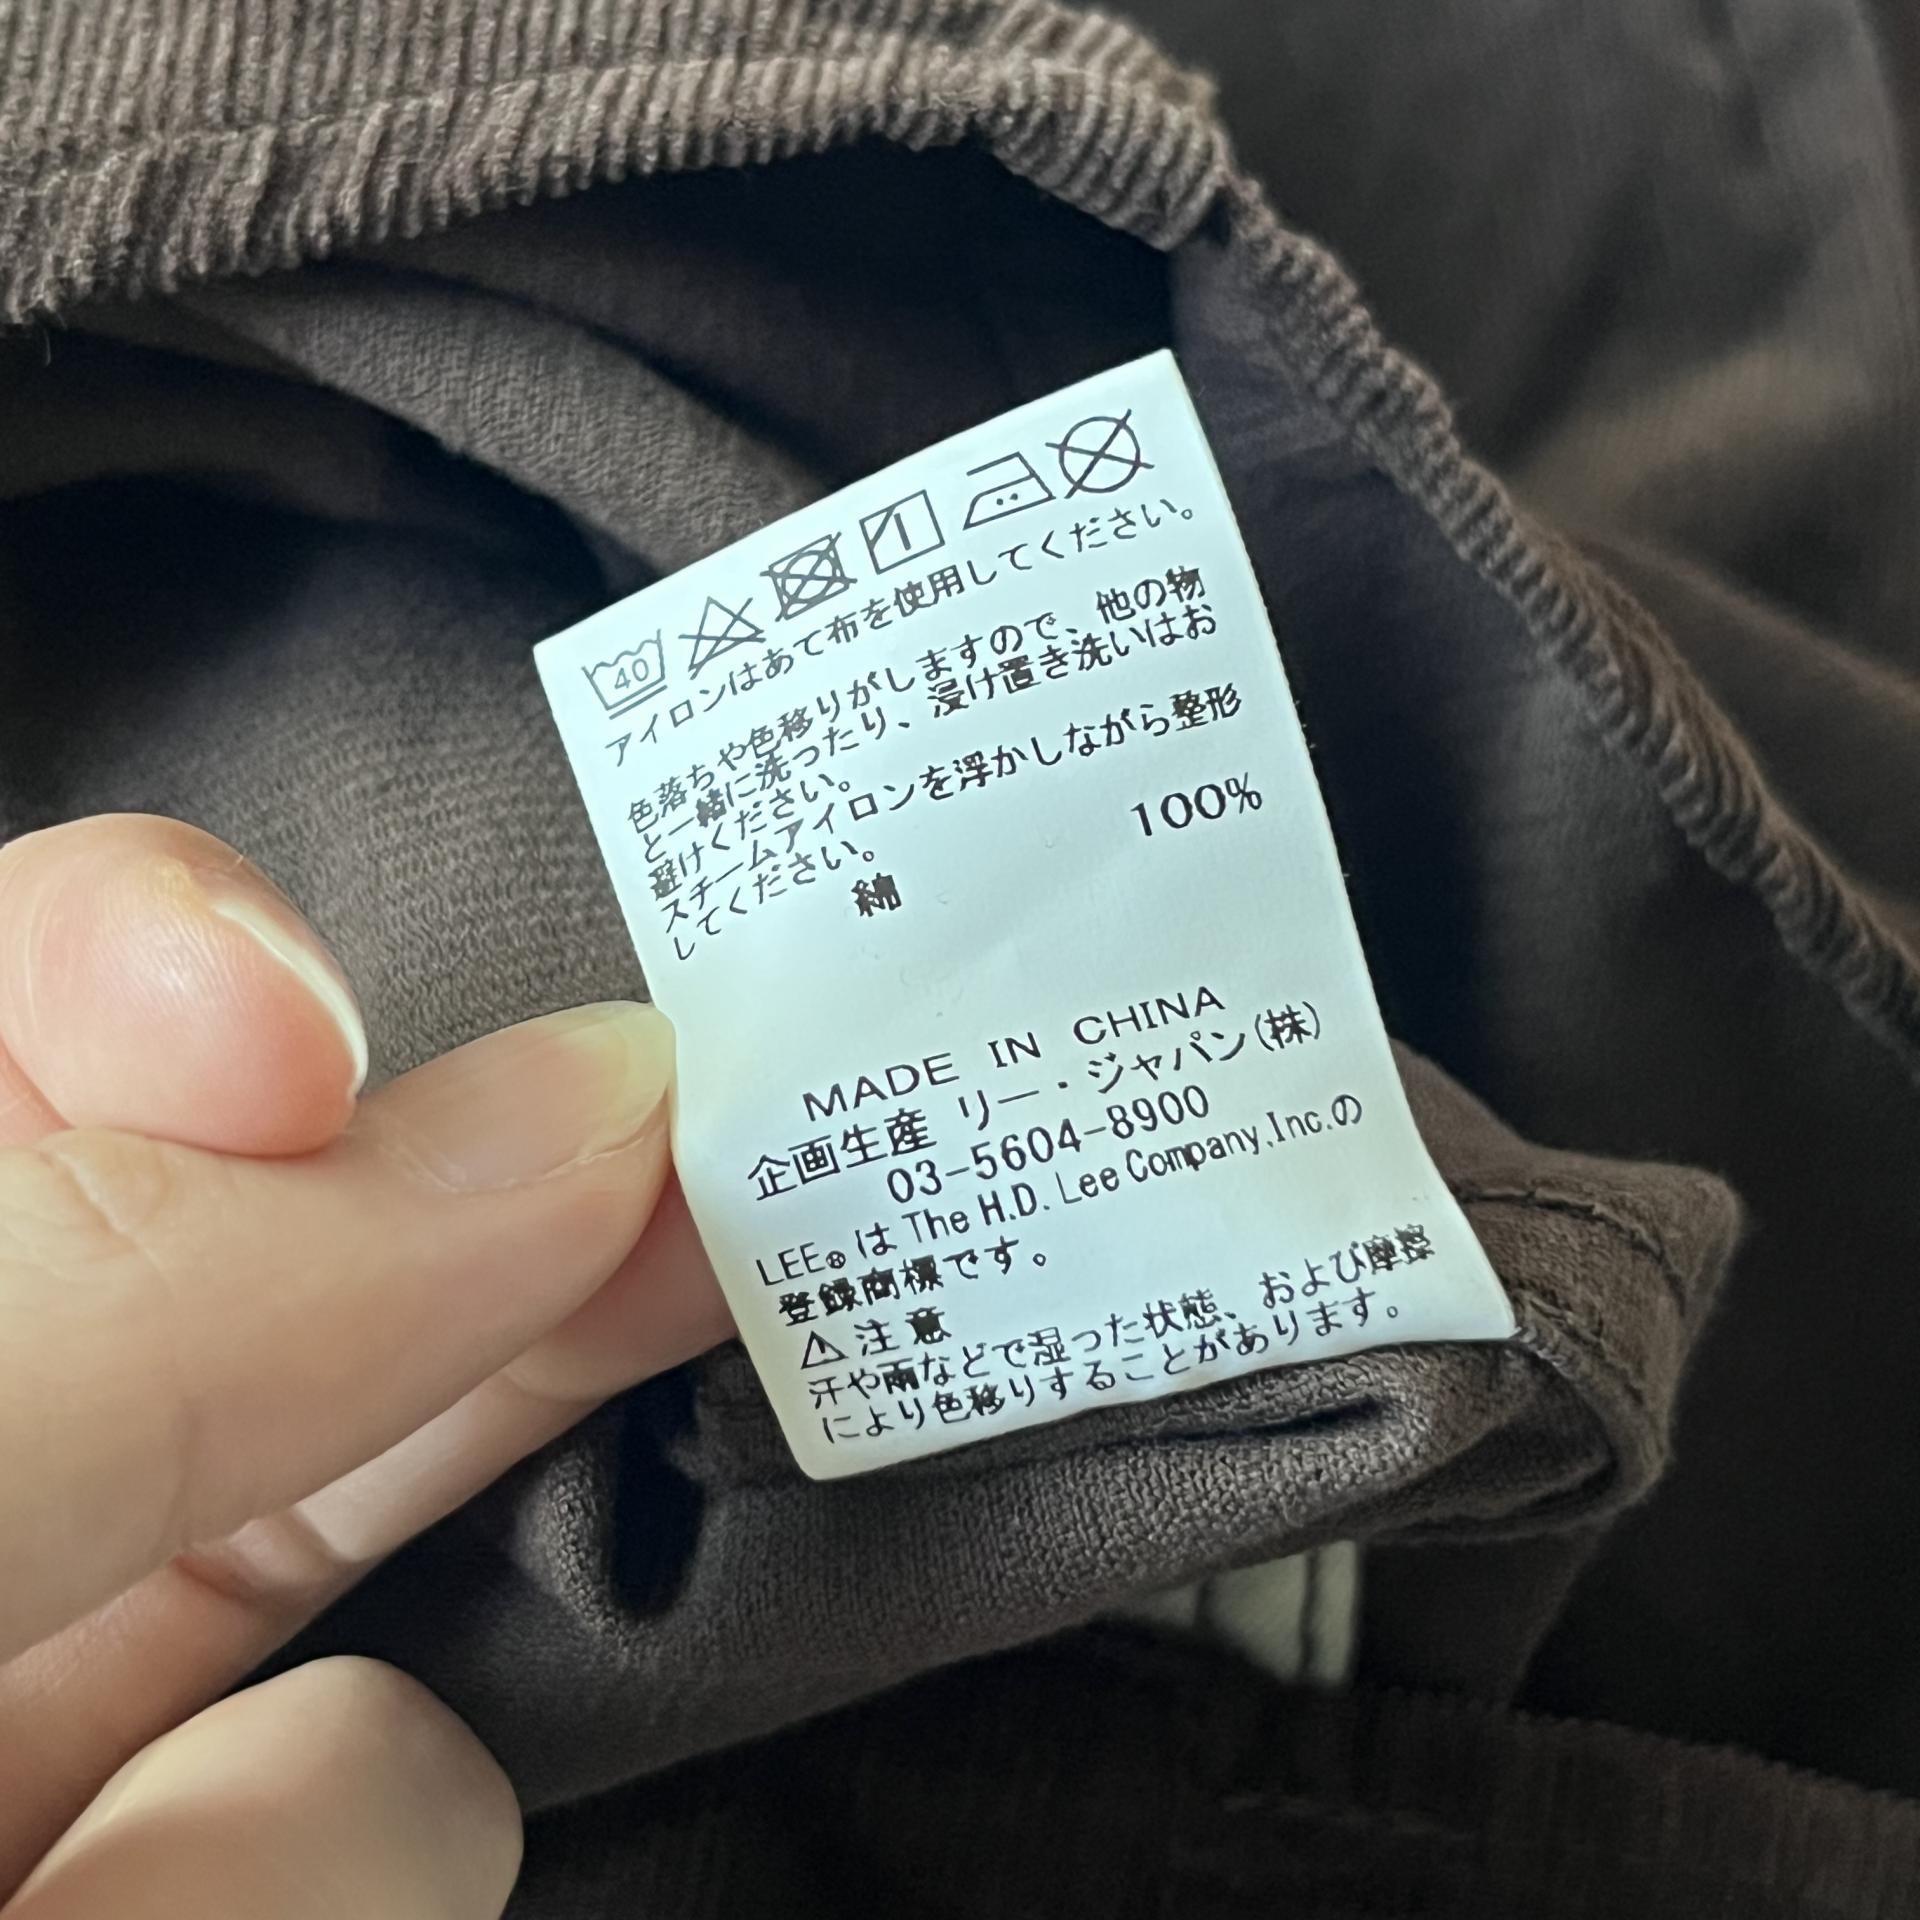 40
アイロンはあて布を使用してください。
色落ちや色移りがしますので、他の物
と一緒に洗ったり、浸け置き洗いはお
避けください。
スチームアイロンを浮かしながら整形
してください。
綿 100%
MADE IN CHINA
企画生産 リー・ジャパン(株)
03-5604-8900
LEE®は The H.D. Lee Company,Inc.の
登録商標です。
⚠注意
汗や雨などで湿った状態、および摩擦
により色移りすることがあります。